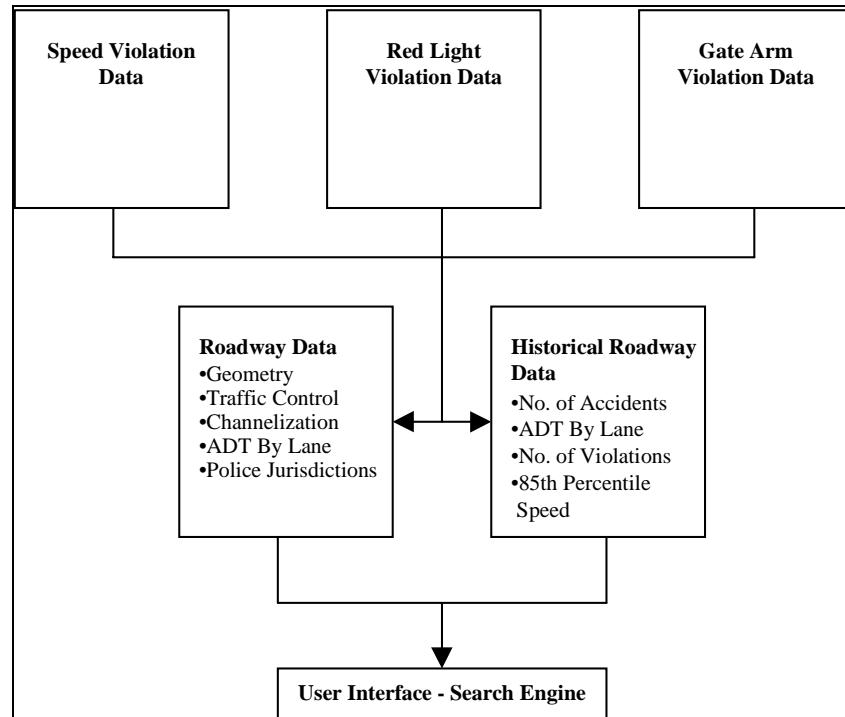 Speed Violation
Data
Red Light
Violation Data
Gate Arm
Violation Data
Roadway Data
•Geometry
•Traffic Control
•Channelization
•ADT By Lane
•Police Jurisdictions
Historical Roadway
Data
•No. of Accidents
•ADT By Lane
•No. of Violations
•85th Percentile
Speed
User Interface - Search Engine